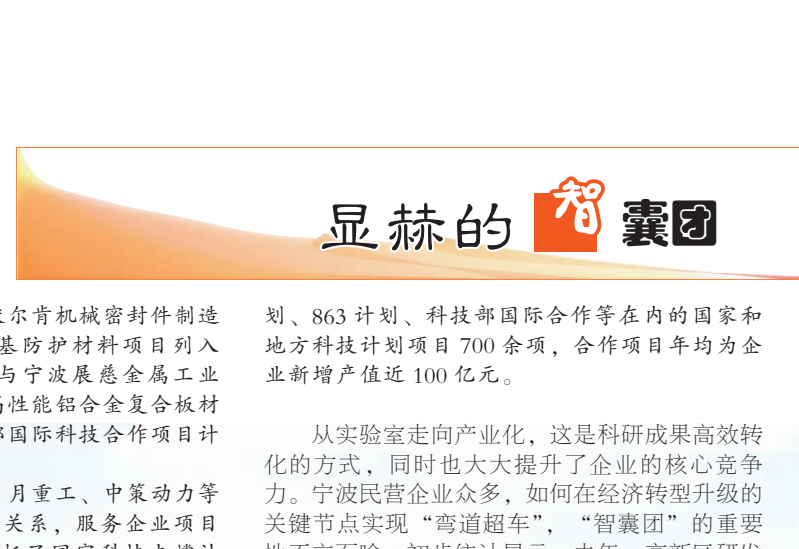 显赫的智囊团
尔肯机械密封件制造
基防护材料项目列入
与宁波展慈金属工业
高性能铝合金复合板材
部国际科技合作项目计
月重工、中策动力等
关系，服务企业项目
划、863 计划、科技部国际合作等在内的国家和
地方科技计划项目 700 余项，合作项目年均为企
业新增产值近 100 亿元。
从实验室走向产业化，这是科研成果高效转
化的方式，同时也大大提升了企业的核心竞争
力。宁波民营企业众多，如何在经济转型升级的
关键节点实现“弯道超车”，“智囊团”的重要